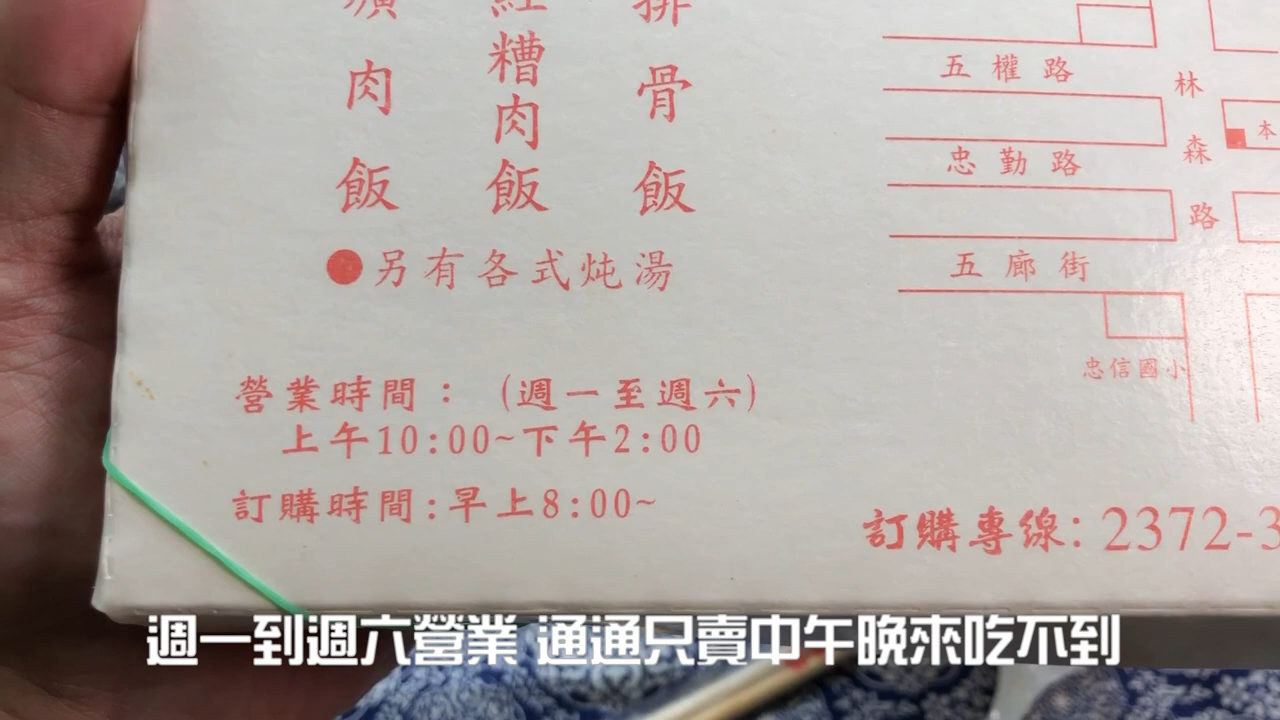 肉飯
糟肉飯
骨飯
●另有各式炖湯
營業時間：(週一至週六)
上午10:00~下午2:00
訂購時間:早上8:00~
五權路
忠勤路
五廊街
林森路
本
忠信國小
訂購專線: 2372-3
週一到週六營業 通通只賣中午晚來吃不到